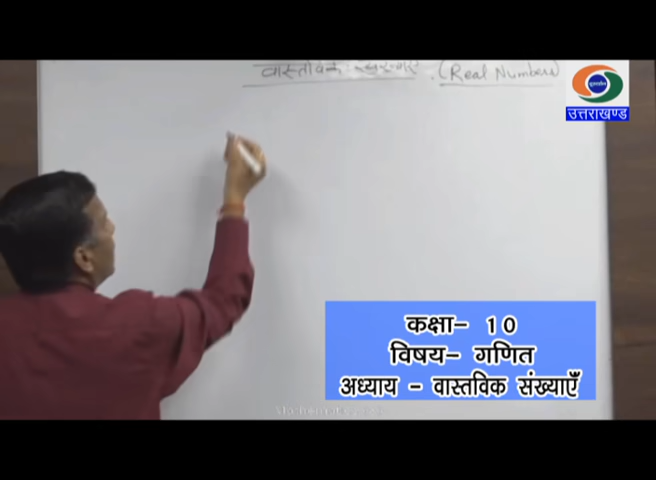 वास्तविक संख्याएँ (Real Numbers)
उत्तराखण्ड
कक्षा- 10
विषय- गणित
अध्याय - वास्तविक संख्याएँ